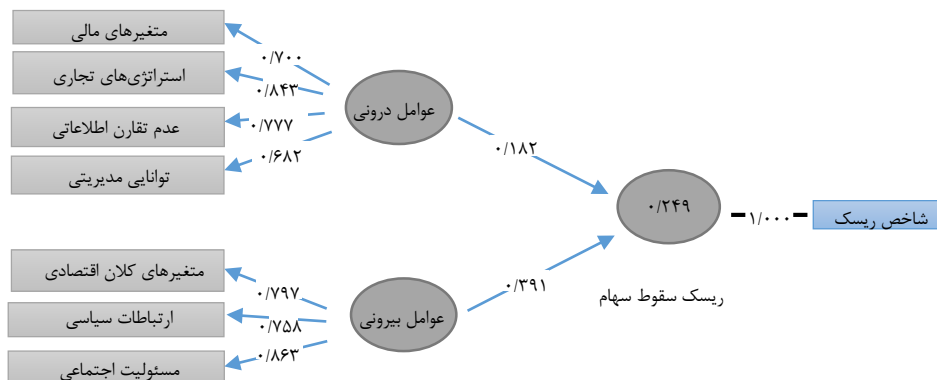 متغیرهای مالی
۰/۷۰۰
استراتژی‌های تجاری
۰/۸۴۳
عوامل درونی
عدم تقارن اطلاعاتی
۰/۷۷۷
توانایی مدیریتی
۰/۶۸۲
۰/۱۸۲
۰/۲۴۹
۱/۰۰۰
شاخص ریسک
ریسک سقوط سهام
۰/۳۹۱
متغیرهای کلان اقتصادی
۰/۷۹۷
ارتباطات سیاسی
۰/۷۵۸
عوامل بیرونی
مسئولیت اجتماعی
۰/۸۶۳